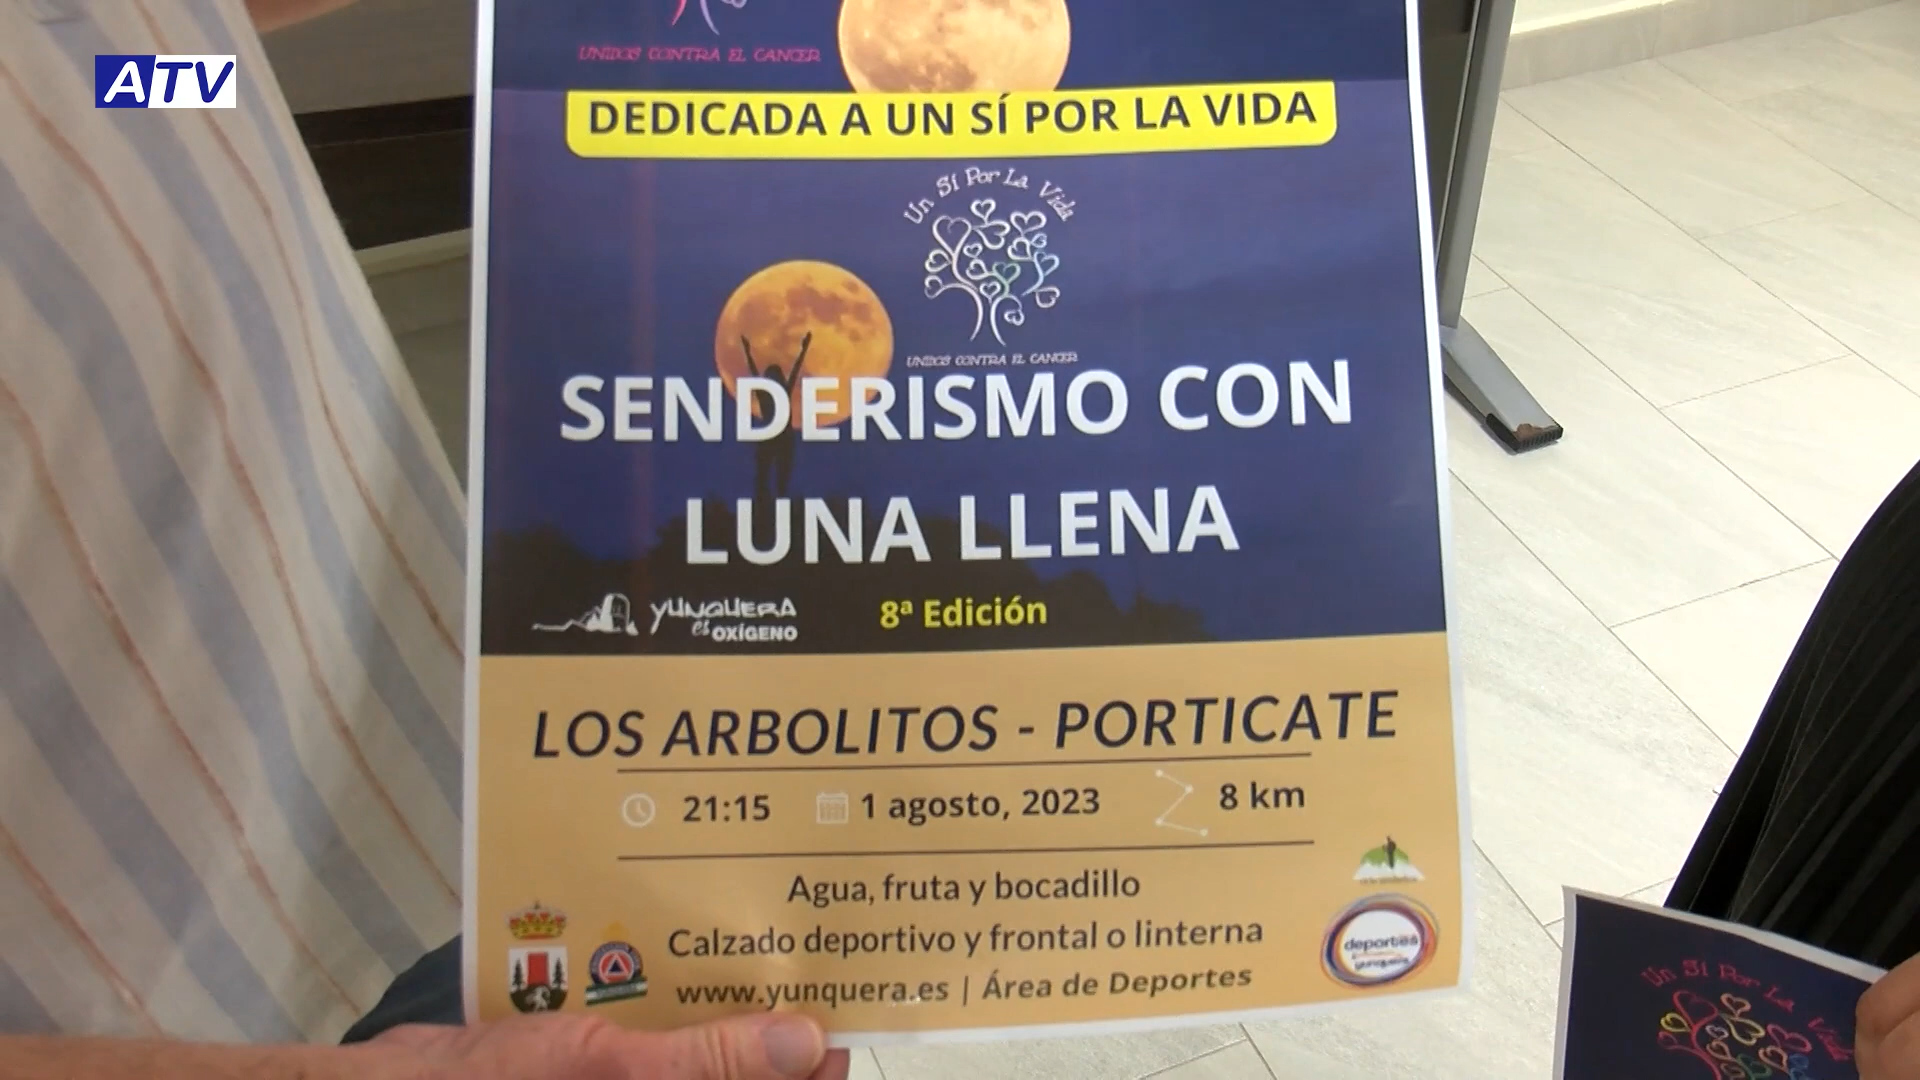 ATV
UNIDOS CONTRA EL CANCER
DEDICADA A UN SÍ POR LA VIDA
Un Sí Por La Vida
UNIDOS CONTRA EL CANCER
SENDERISMO CON
LUNA LLENA
YUNQUERA
es OXÍGENO
8ª Edición
LOS ARBOLITOS - PORTICATE
21:15
1 agosto, 2023
8 km
Agua, fruta y bocadillo
Calzado deportivo y frontal o linterna
www.yunquera.es | Área de Deportes
deportes
yunquera
Un Sí Por La Vida